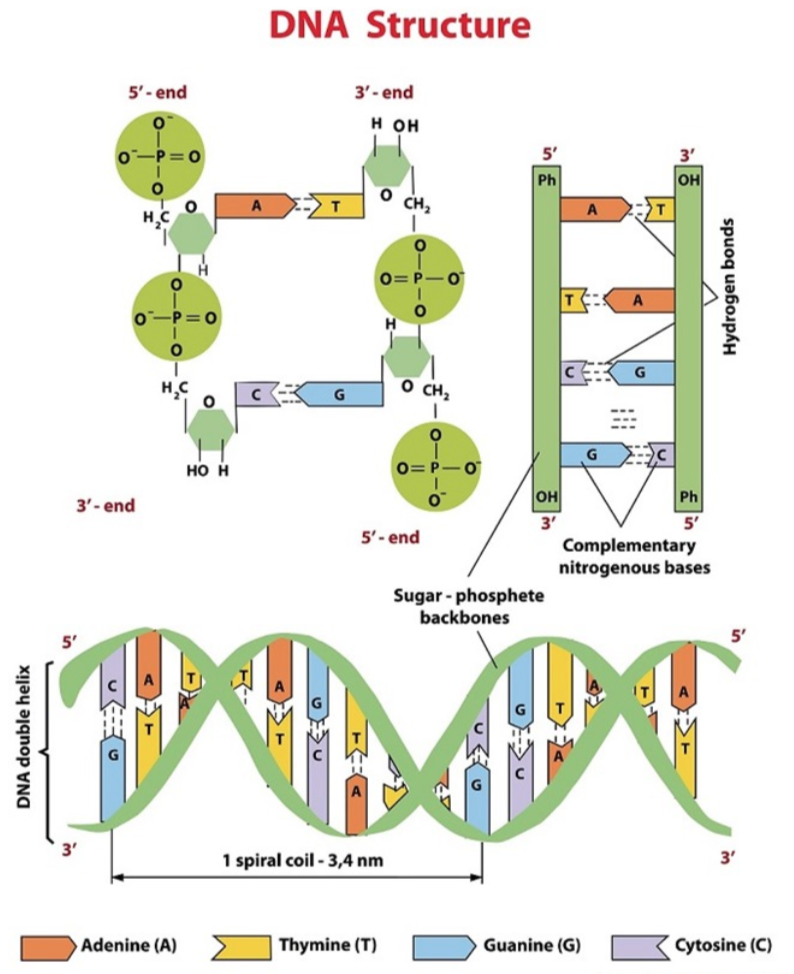 DNA Structure
5′ - end
3′ - end
O⁻
O⁻—P=O
O
H₂C
O
H
A
T
H OH
O
CH₂
O
O=P—O⁻
O
O
O⁻—P=O
O
H₂C
O
HO H
C
G
H
O
CH₂
O
O=P—O⁻
O⁻
3′ - end
5′ - end
5′
3′
Ph
OH
A
T
T
A
C
G
G
C
OH
Ph
3′
5′
Hydrogen bonds
Complementary
nitrogenous bases
Sugar - phosphete
backbones
DNA double helix
5′
5′
C
A
T
T
A
G
T
C
G
T
A
T
A
G
T
A
T
C
A
G
C
A
T
3′
3′
1 spiral coil - 3,4 nm
Adenine (A)
Thymine (T)
Guanine (G)
Cytosine (C)